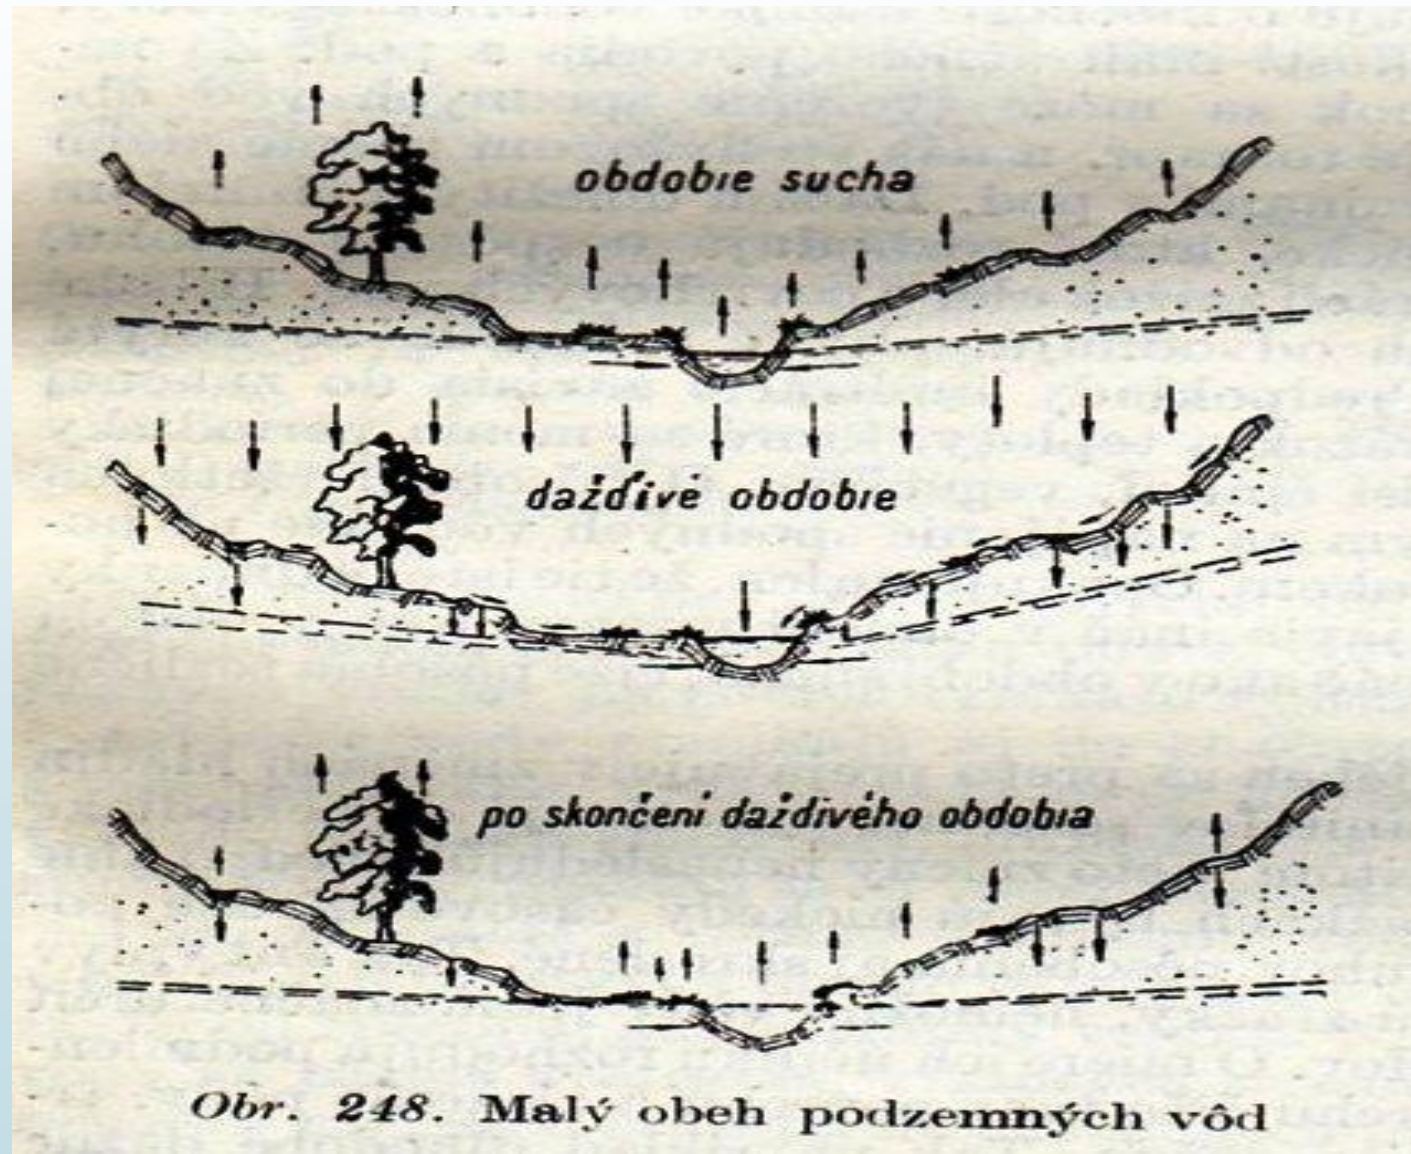 obdobie sucha
daždivé obdobie
po skončení daždivého obdobia
Obr. 248. Malý obeh podzemných vôd